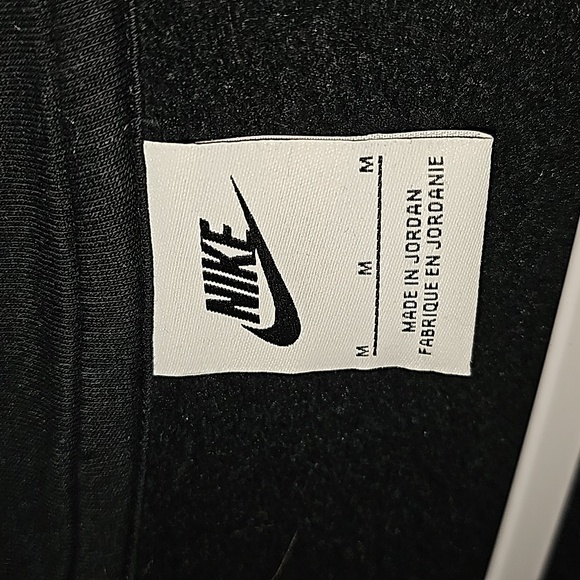 NIKE
M M M
MADE IN JORDAN
FABRIQUE EN JORDANIE